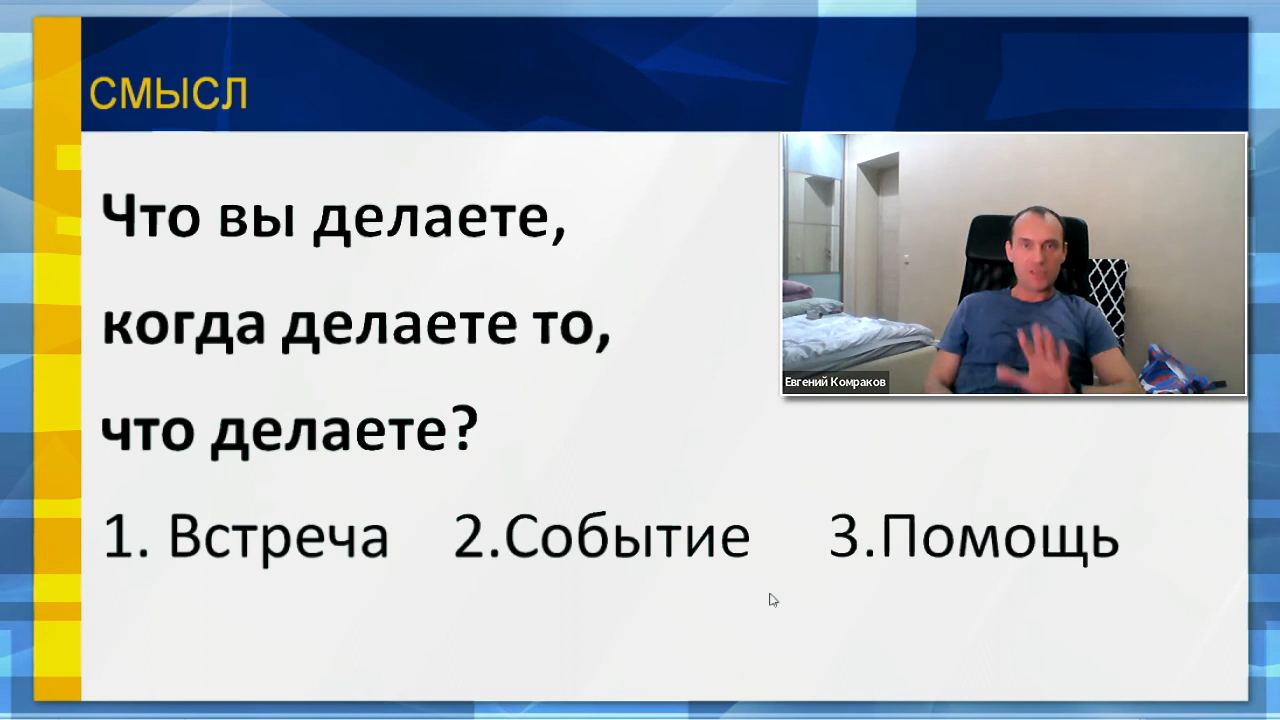 СМЫСЛ
Что вы делаете,
когда делаете то,
что делаете?
1. Встреча 2.Событие 3.Помощь
Евгений Комраков